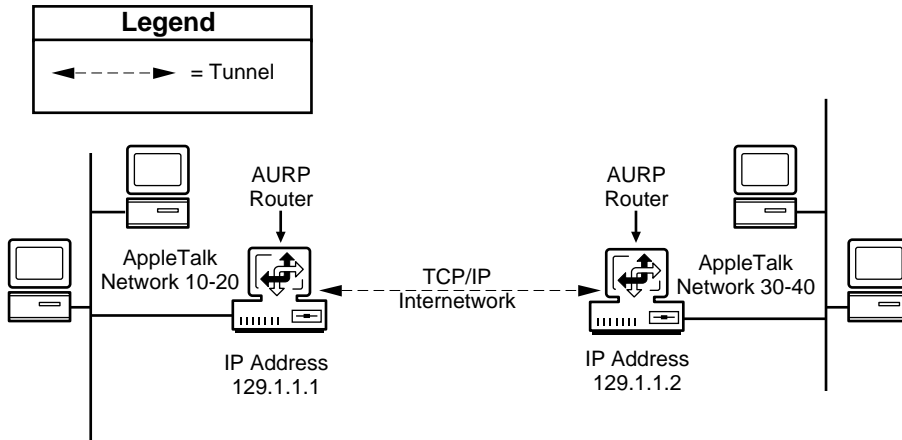 Legend
= Tunnel
AURP
Router
AURP
Router
AppleTalk
Network 10-20
TCP/IP
Internetwork
AppleTalk
Network 30-40
IP Address
129.1.1.1
IP Address
129.1.1.2